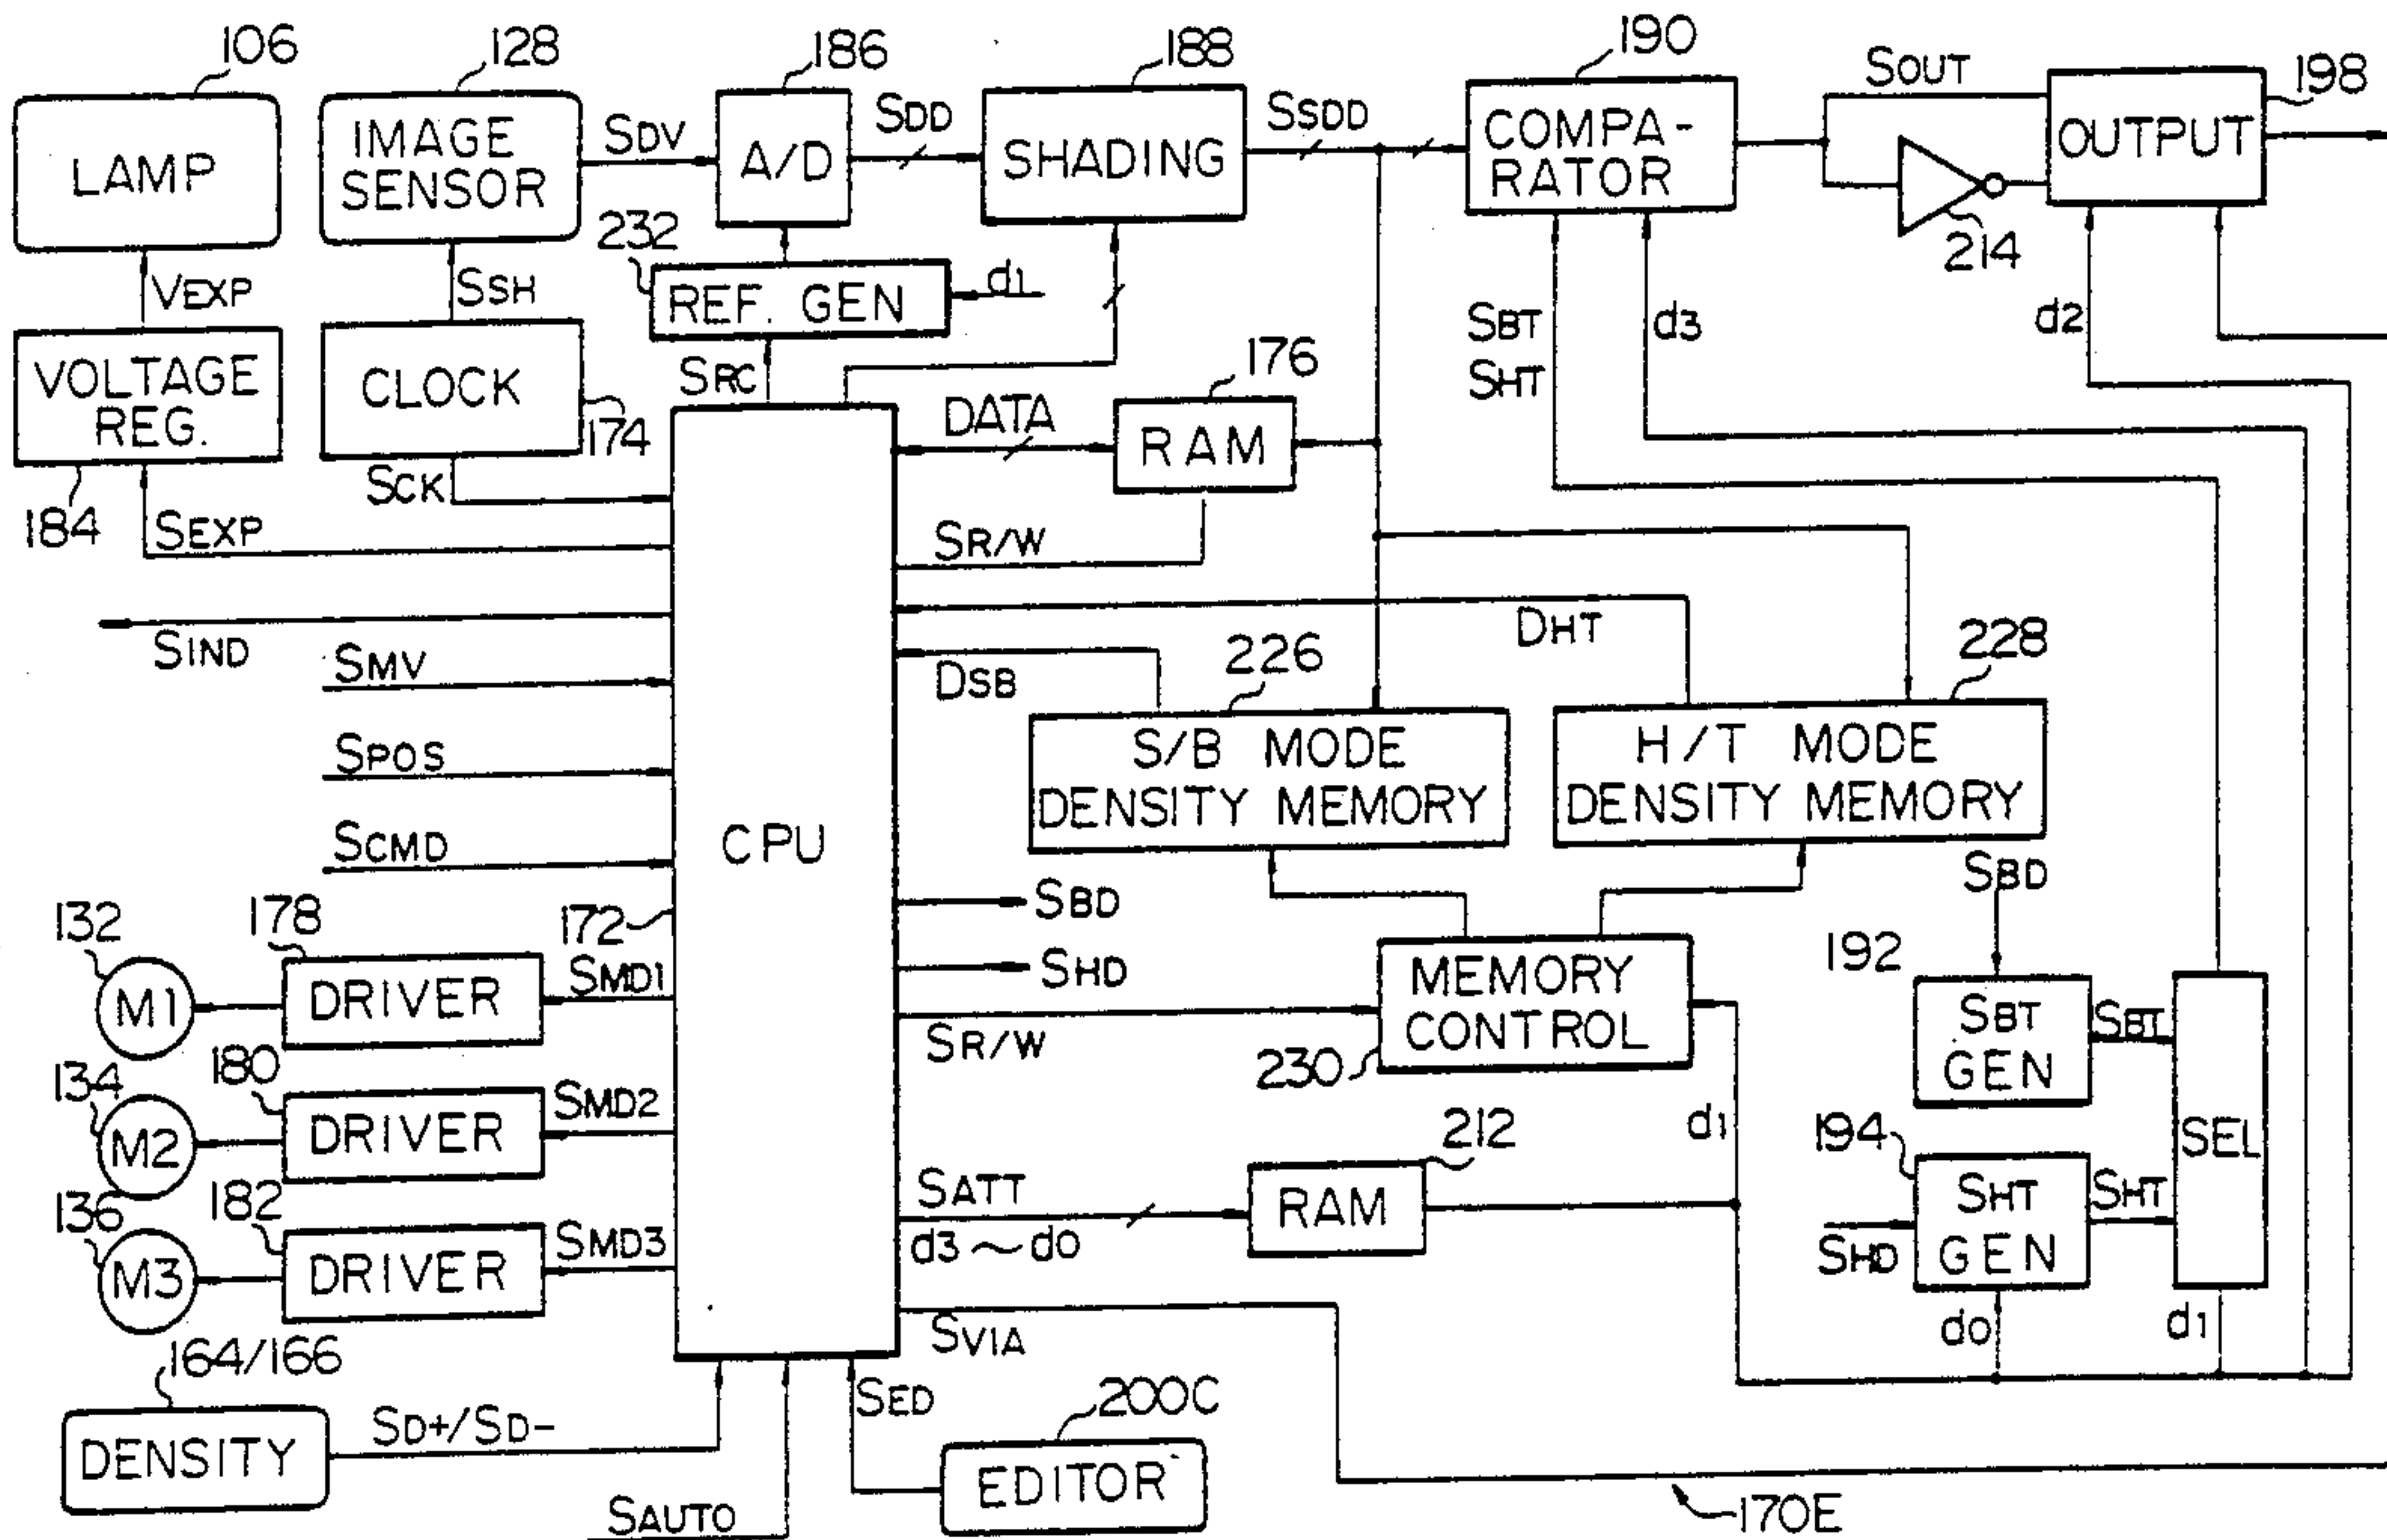 106
128
186
188
190
198
LAMP
IMAGE
SENSOR
SDV
A/D
SDD
SHADING
SSDD
COMPA-
RATOR
SOUT
OUTPUT
214
VEXP
SSH
232
REF. GEN
d1
SBT
SHT
d3
d2
VOLTAGE
REG.
184
CLOCK
174
SRC
DATA
176
RAM
SCK
SEXP
SR/W
SIND
SMV
SPOS
SCMD
CPU
172
DSB
226
DHT
228
S/B MODE
DENSITY MEMORY
H/T MODE
DENSITY MEMORY
SBD
SHD
SR/W
MEMORY
CONTROL
230
d1
SBD
192
SBT
GEN
SBT
SEL
194
SHT
GEN
SHT
SHD
d0
d1
132
M1
178
DRIVER
SMD1
134
M2
180
DRIVER
SMD2
136
M3
182
DRIVER
SMD3
SATT
d3~d0
212
RAM
SV1A
164/166
DENSITY
SD+/SD-
SAUTO
SED
200C
EDITOR
170E